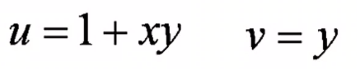 u = 1 + xy  v = y